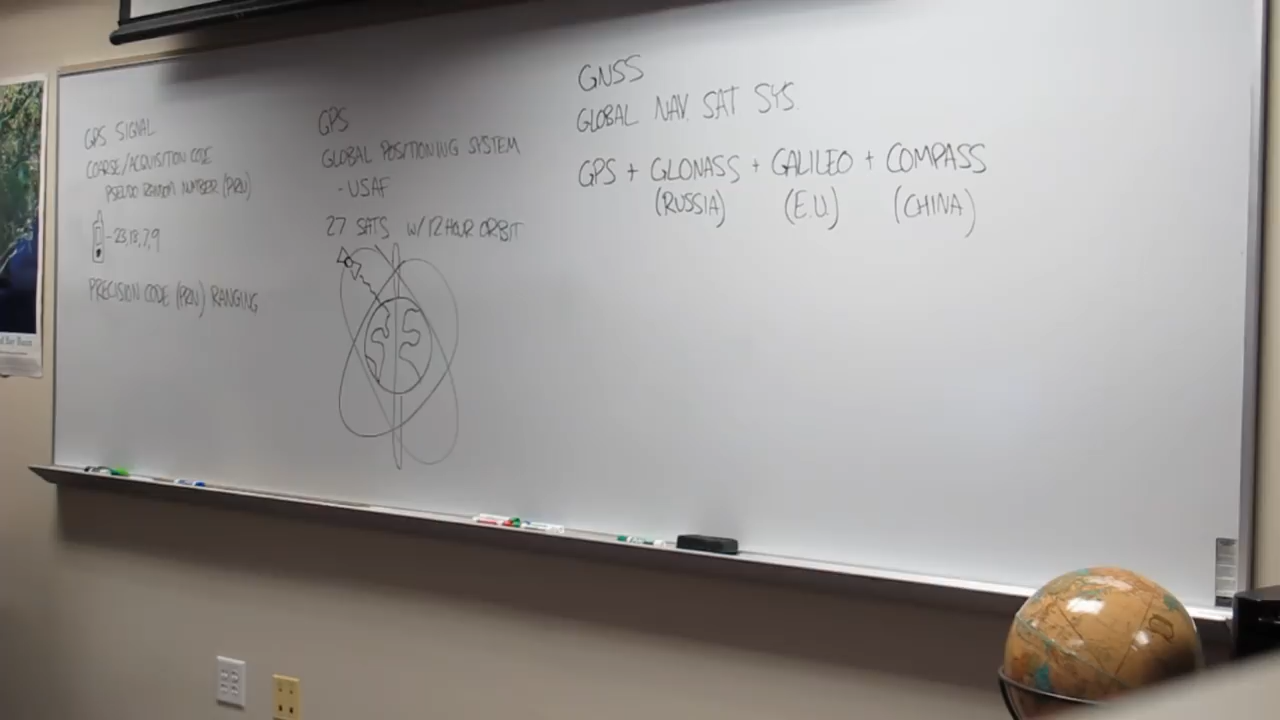 GPS SIGNAL
COARSE/ACQUISITION CODE
PSEUDO RANDOM NUMBER (PRN)
-23,13,7,9
PRECISION CODE (PRN) RANGING
GPS
GLOBAL POSITIONING SYSTEM
- USAF
27 SATS W/12 HOUR ORBIT
GNSS
GLOBAL NAV. SAT SYS.
GPS + GLONASS + GALILEO + COMPASS
(RUSSIA) (E.U.) (CHINA)